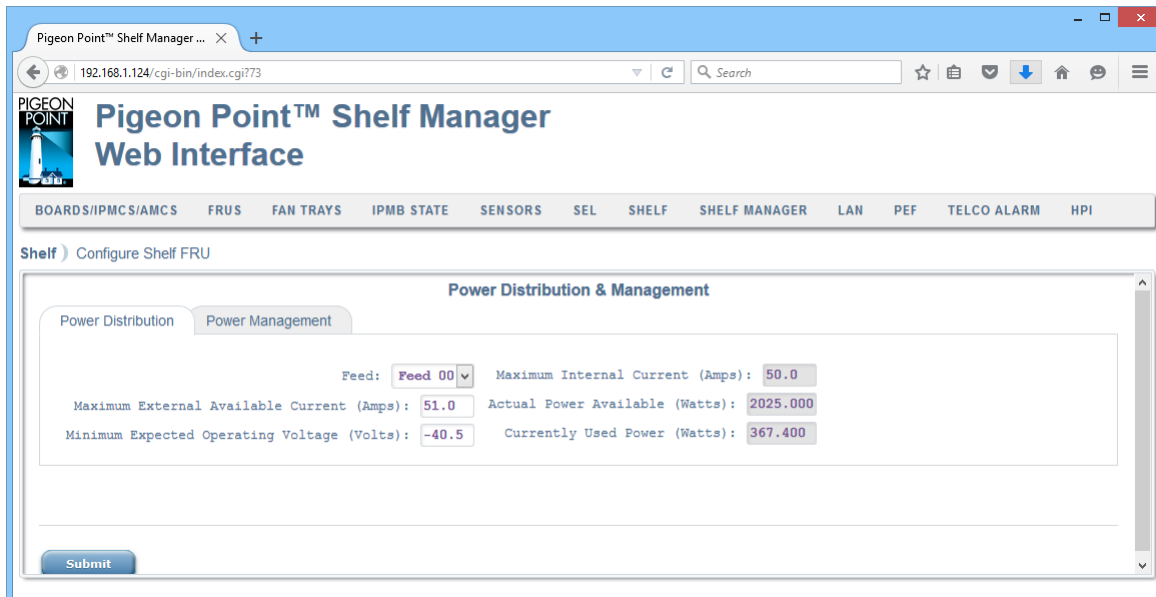 Pigeon Point™ Shelf Manager ...
192.168.1.124/cgi-bin/index.cgi?73
Search
PIGEON
POINT
Pigeon Point™ Shelf Manager
Web Interface
BOARDS/IPMCS/AMCS FRUS FAN TRAYS IPMB STATE SENSORS SEL SHELF SHELF MANAGER LAN PEF TELCO ALARM HPI
Shelf ) Configure Shelf FRU
Power Distribution & Management
Power Distribution Power Management
Feed: Feed 00 Maximum Internal Current (Amps): 50.0
Maximum External Available Current (Amps): 51.0 Actual Power Available (Watts): 2025.000
Minimum Expected Operating Voltage (Volts): -40.5 Currently Used Power (Watts): 367.400
Submit